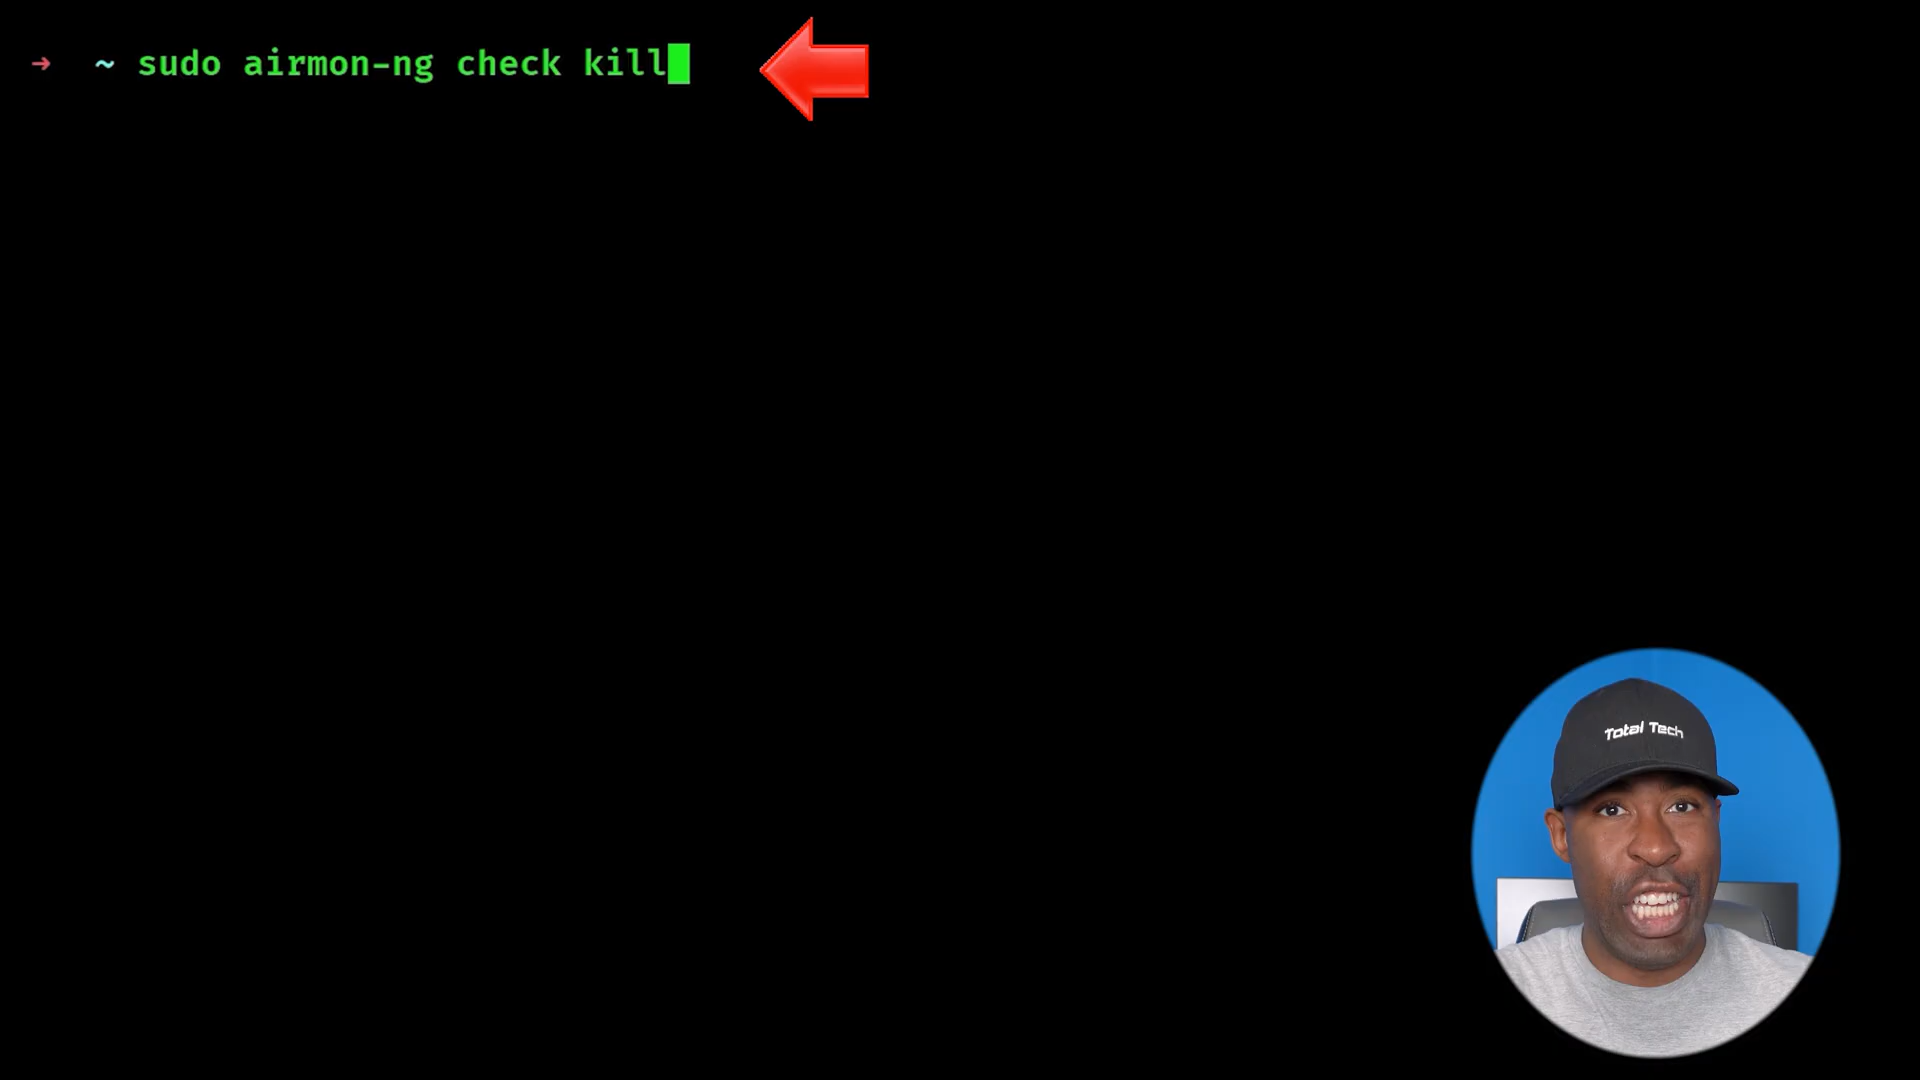 → ~ sudo airmon-ng check kill
Total Tech